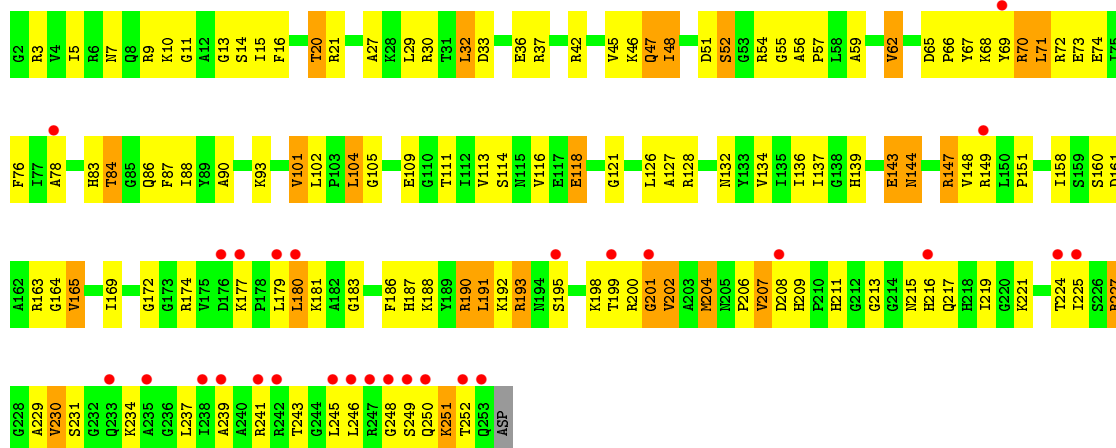 G2 R3 V4 I5 R6 N7 Q8 R9 K10 G11 A12 G13 S14 I15 F16 T20 R21 A27 K28 L29 R30 T31 L32 D33 E36 R37 R42 V45 K46 Q47 I48 D51 S52 G53 R54 G55 A56 P57 L58 A59 V62 D65 P66 Y67 K68 Y69 R70 L71 R72 E73 E74 I75
F76 I77 A78 H83 T84 G85 Q86 F87 I88 Y89 A90 K93 V101 L102 P103 L104 G105 E109 G110 T111 I112 V113 S114 N115 V116 E117 E118 G121 L126 A127 R128 N132 Y133 V134 I135 I136 I137 G138 H139 E143 N144 R147 V148 R149 L150 P151 I158 S159 S160 D161
A162 R163 G164 V165 I169 G172 G173 R174 V175 D176 K177 P178 L179 L180 K181 A182 G183 F186 H187 K188 Y189 R190 L191 K192 R193 N194 S195 K198 T199 R200 G201 V202 A203 M204 N205 P206 V207 D208 H209 P210 H211 G212 G213 G214 N215 H216 Q217 H218 I219 G220 K221 T224 I225 S226 R227
G228 A229 V230 S231 G232 Q233 K234 A235 G236 L237 I238 A239 A240 R241 R242 T243 G244 L245 L246 R247 G248 S249 Q250 K251 T252 Q253 ASP